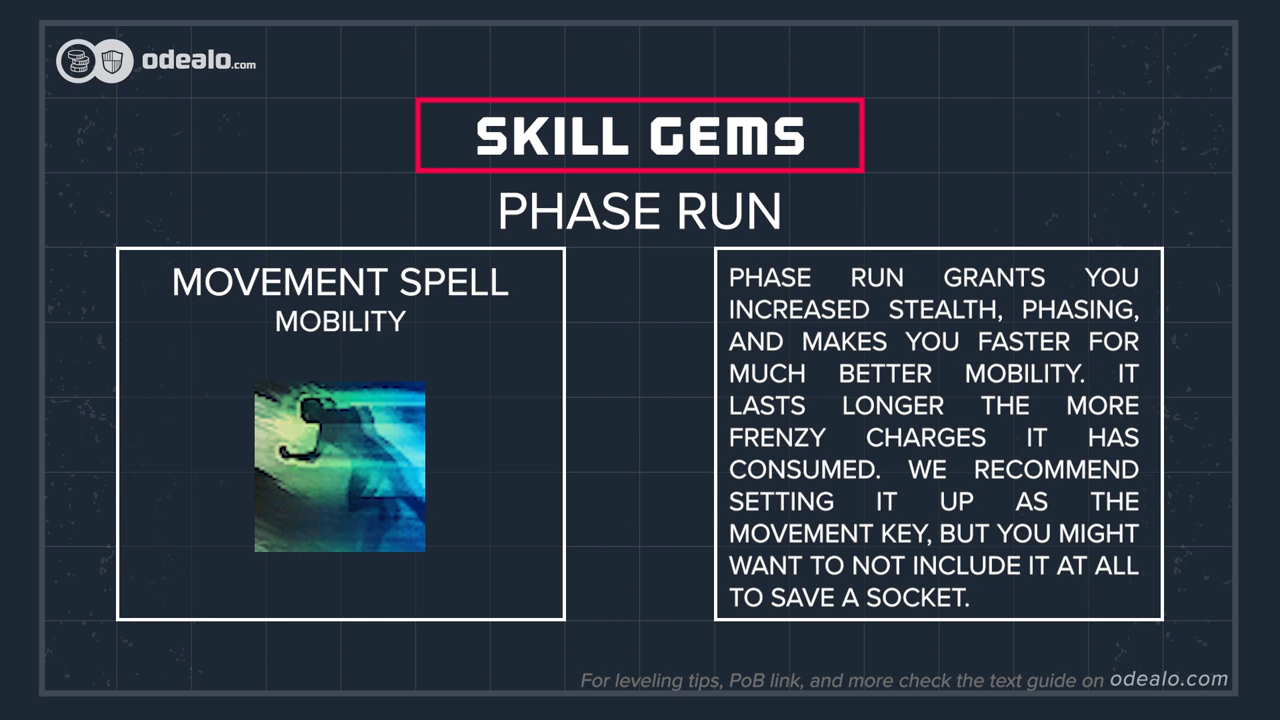 odealo.com
SKILL GEMS
PHASE RUN
MOVEMENT SPELL
MOBILITY
PHASE RUN GRANTS YOU
INCREASED STEALTH, PHASING,
AND MAKES YOU FASTER FOR
MUCH BETTER MOBILITY. IT
LASTS LONGER THE MORE
FRENZY CHARGES IT HAS
CONSUMED. WE RECOMMEND
SETTING IT UP AS THE
MOVEMENT KEY, BUT YOU MIGHT
WANT TO NOT INCLUDE IT AT ALL
TO SAVE A SOCKET.
For leveling tips, PoB link, and more check the text guide on odealo.com